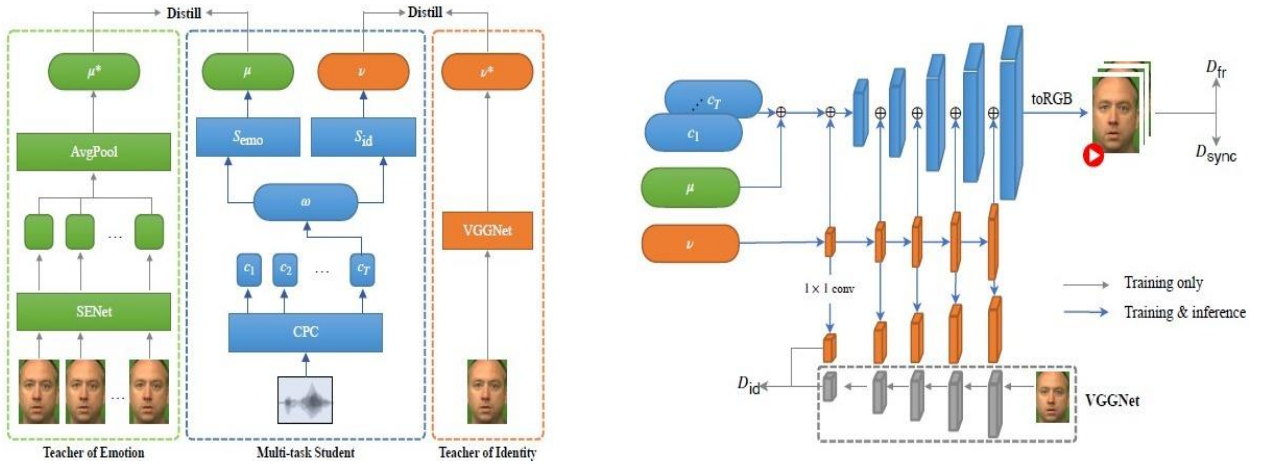 Distill
Distill
μ*
μ
ν
ν*
AvgPool
S_emo
S_id
ω
...
VGGNet
c_1
c_2
...
c_T
SENet
CPC
...
Teacher of Emotion
Multi-task Student
Teacher of Identity
... c_T
c_1
μ
ν
toRGB
D_fr
D_sync
1 × 1 conv
Training only
Training & inference
D_id
VGGNet